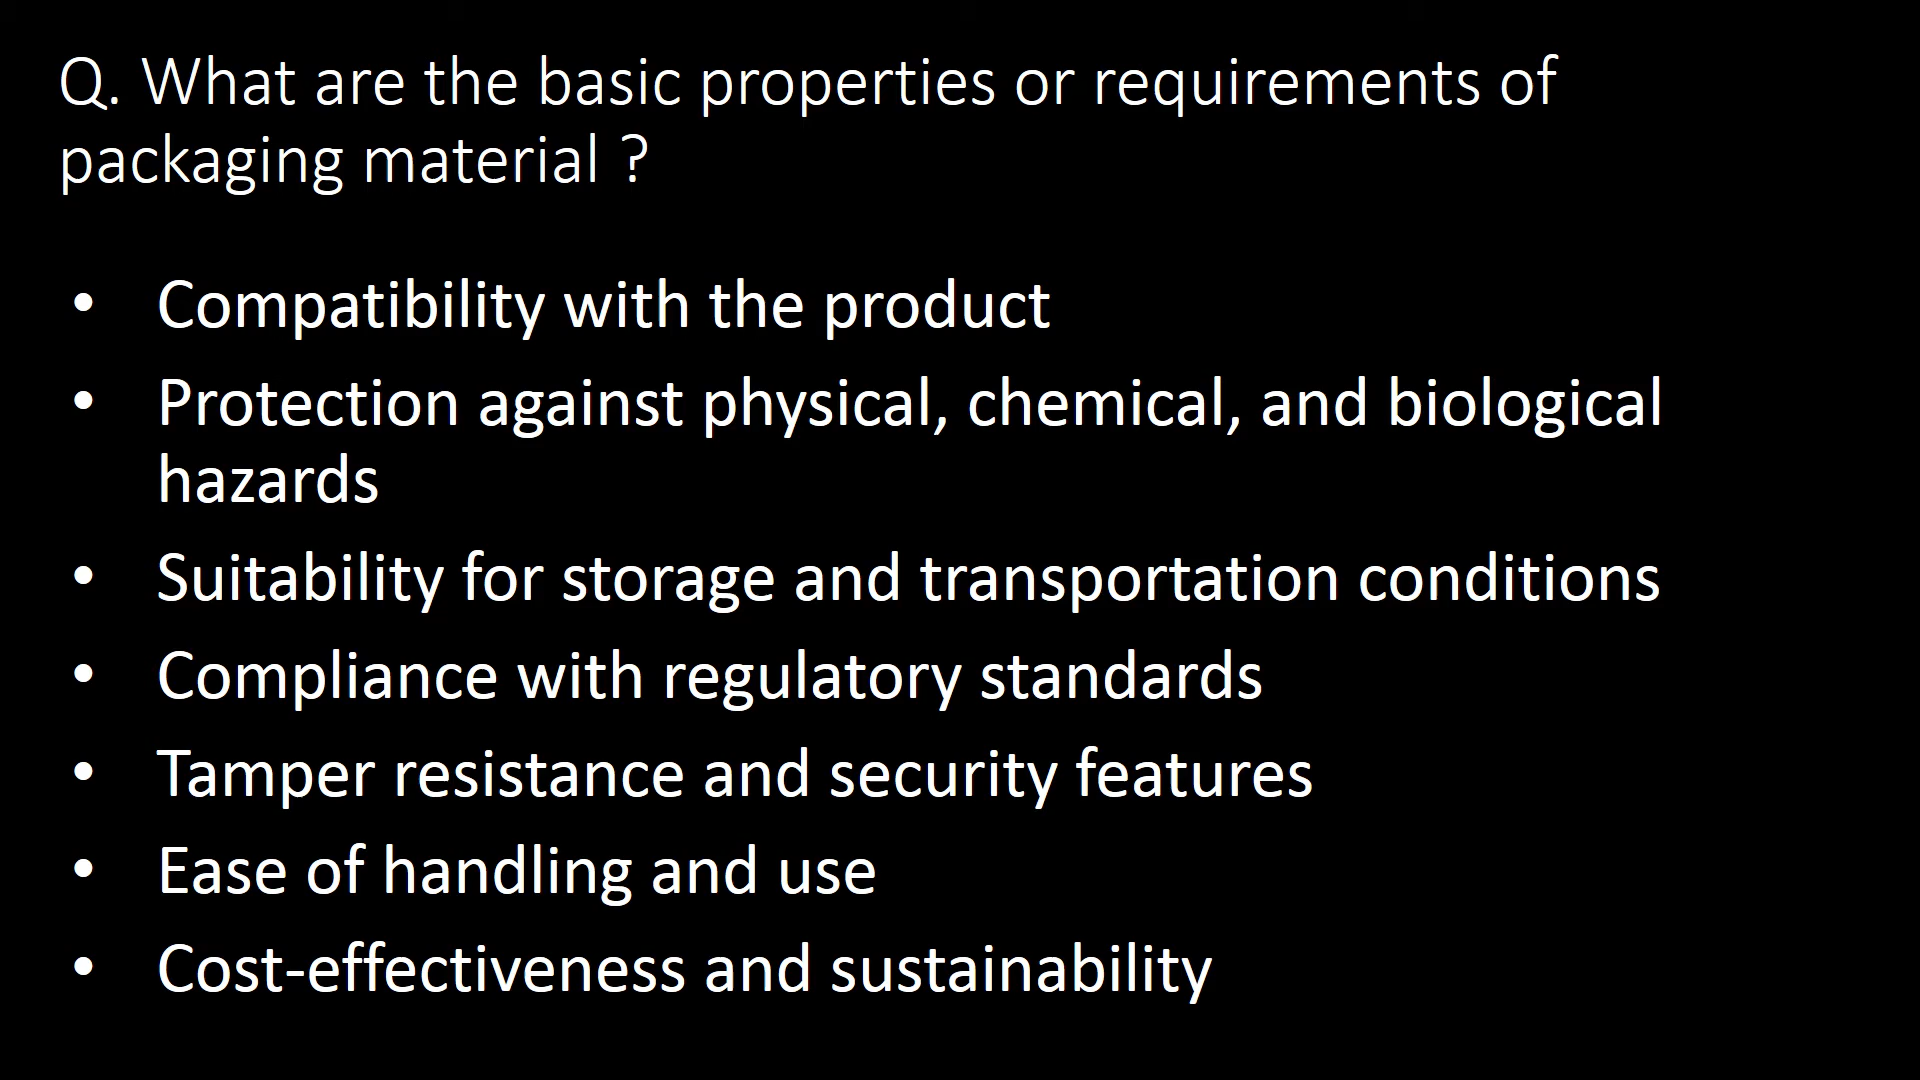 Q. What are the basic properties or requirements of
packaging material ?
• Compatibility with the product
• Protection against physical, chemical, and biological
hazards
• Suitability for storage and transportation conditions
• Compliance with regulatory standards
• Tamper resistance and security features
• Ease of handling and use
• Cost-effectiveness and sustainability